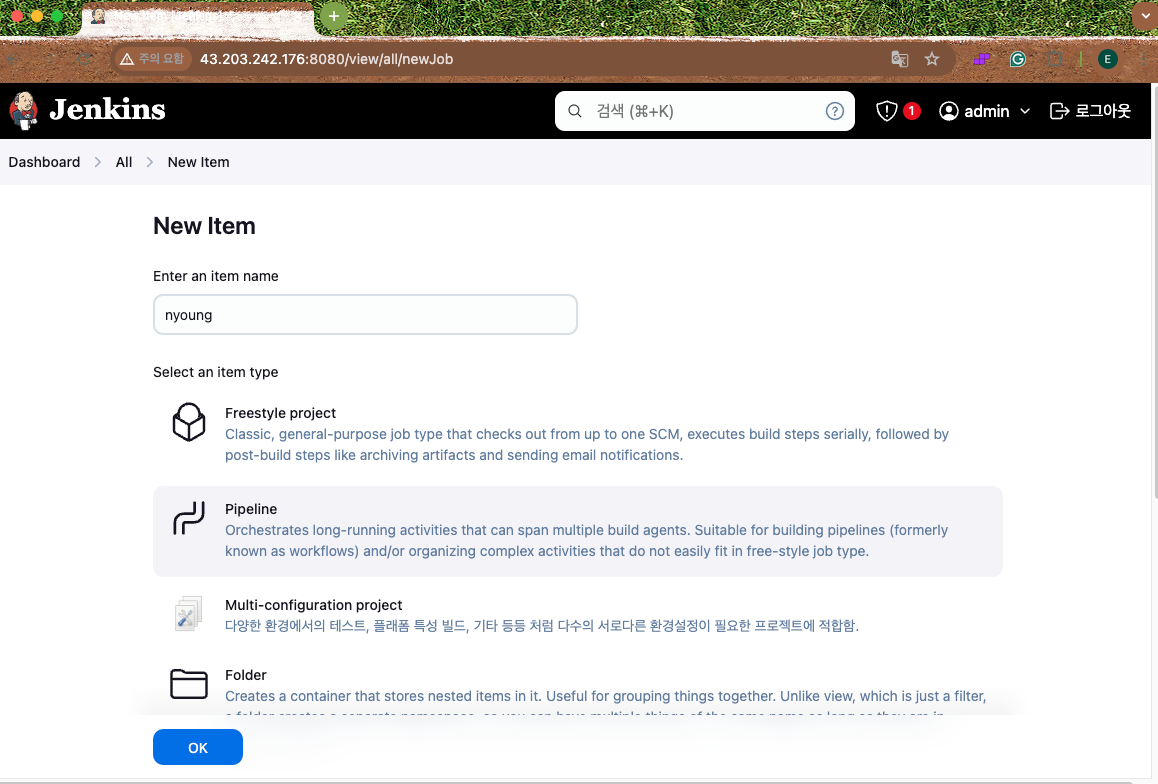 주의 요함
43.203.242.176:8080/view/all/newJob
E
Jenkins
검색 (⌘+K)
1
admin
로그아웃
Dashboard
All
New Item
New Item
Enter an item name
nyoung
Select an item type
Freestyle project
Classic, general-purpose job type that checks out from up to one SCM, executes build steps serially, followed by
post-build steps like archiving artifacts and sending email notifications.
Pipeline
Orchestrates long-running activities that can span multiple build agents. Suitable for building pipelines (formerly
known as workflows) and/or organizing complex activities that do not easily fit in free-style job type.
Multi-configuration project
다양한 환경에서의 테스트, 플래폼 특성 빌드, 기타 등등 처럼 다수의 서로다른 환경설정이 필요한 프로젝트에 적합함.
Folder
Creates a container that stores nested items in it. Useful for grouping things together. Unlike view, which is just a filter,
OK